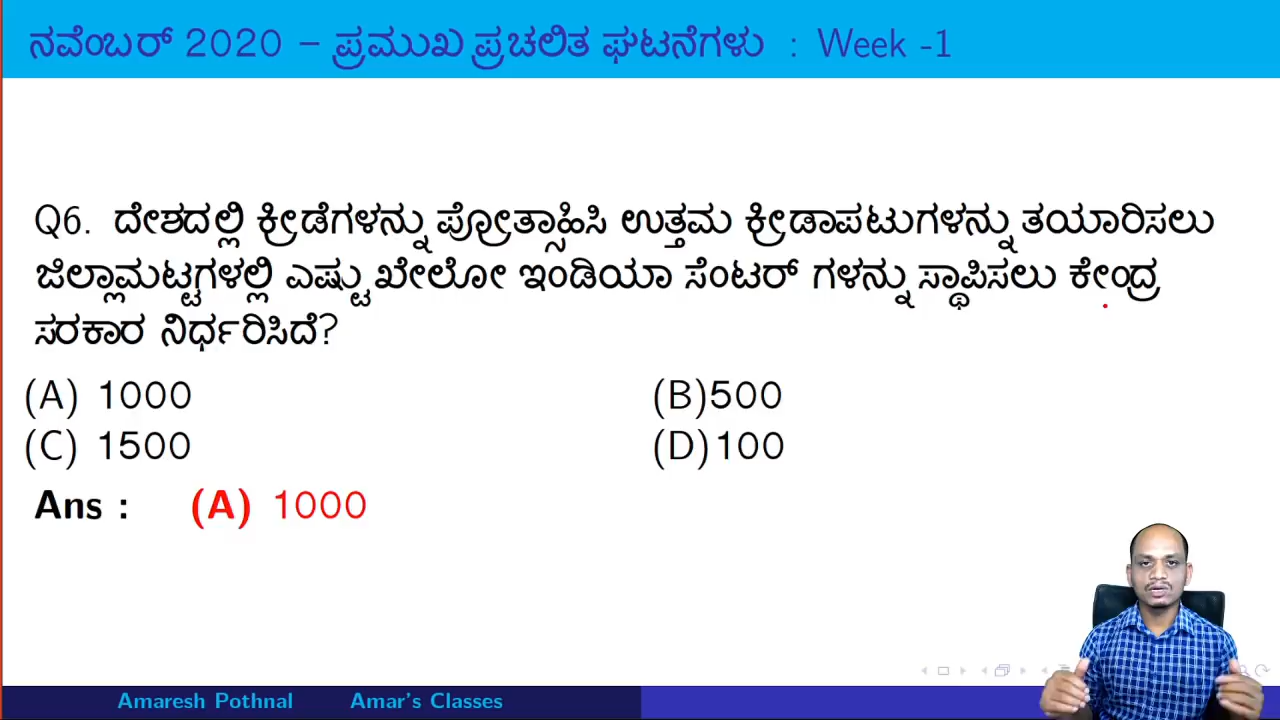 ನವೆಂಬರ್ 2020 – ಪ್ರಮುಖ ಪ್ರಚಲಿತ ಘಟನೆಗಳು : Week -1
Q6. ದೇಶದಲ್ಲಿ ಕ್ರೀಡೆಗಳನ್ನು ಪ್ರೋತ್ಸಾಹಿಸಿ ಉತ್ತಮ ಕ್ರೀಡಾಪಟುಗಳನ್ನು ತಯಾರಿಸಲು
ಜಿಲ್ಲಾಮಟ್ಟಗಳಲ್ಲಿ ಎಷ್ಟು ಖೇಲೋ ಇಂಡಿಯಾ ಸೆಂಟರ್ ಗಳನ್ನು ಸ್ಥಾಪಿಸಲು ಕೇಂದ್ರ
ಸರಕಾರ ನಿರ್ಧರಿಸಿದೆ?
(A) 1000 (B)500
(C) 1500 (D)100
Ans : (A) 1000
Amaresh Pothnal Amar's Classes